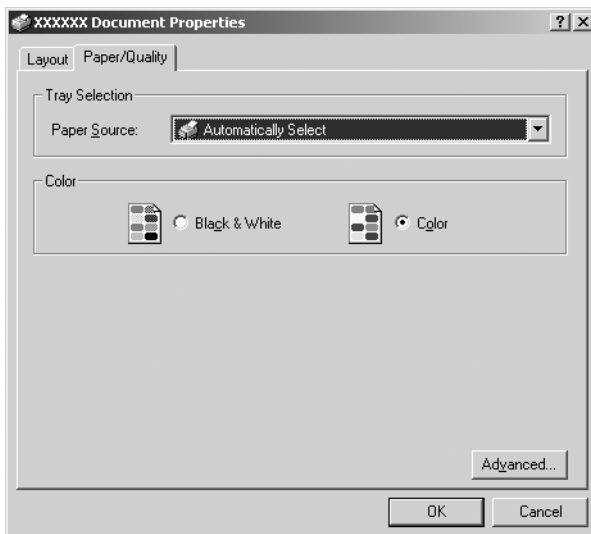 XXXXXX Document Properties
Layout Paper/Quality
Tray Selection
Paper Source: Automatically Select
Color
Black & White Color
Advanced...
OK Cancel